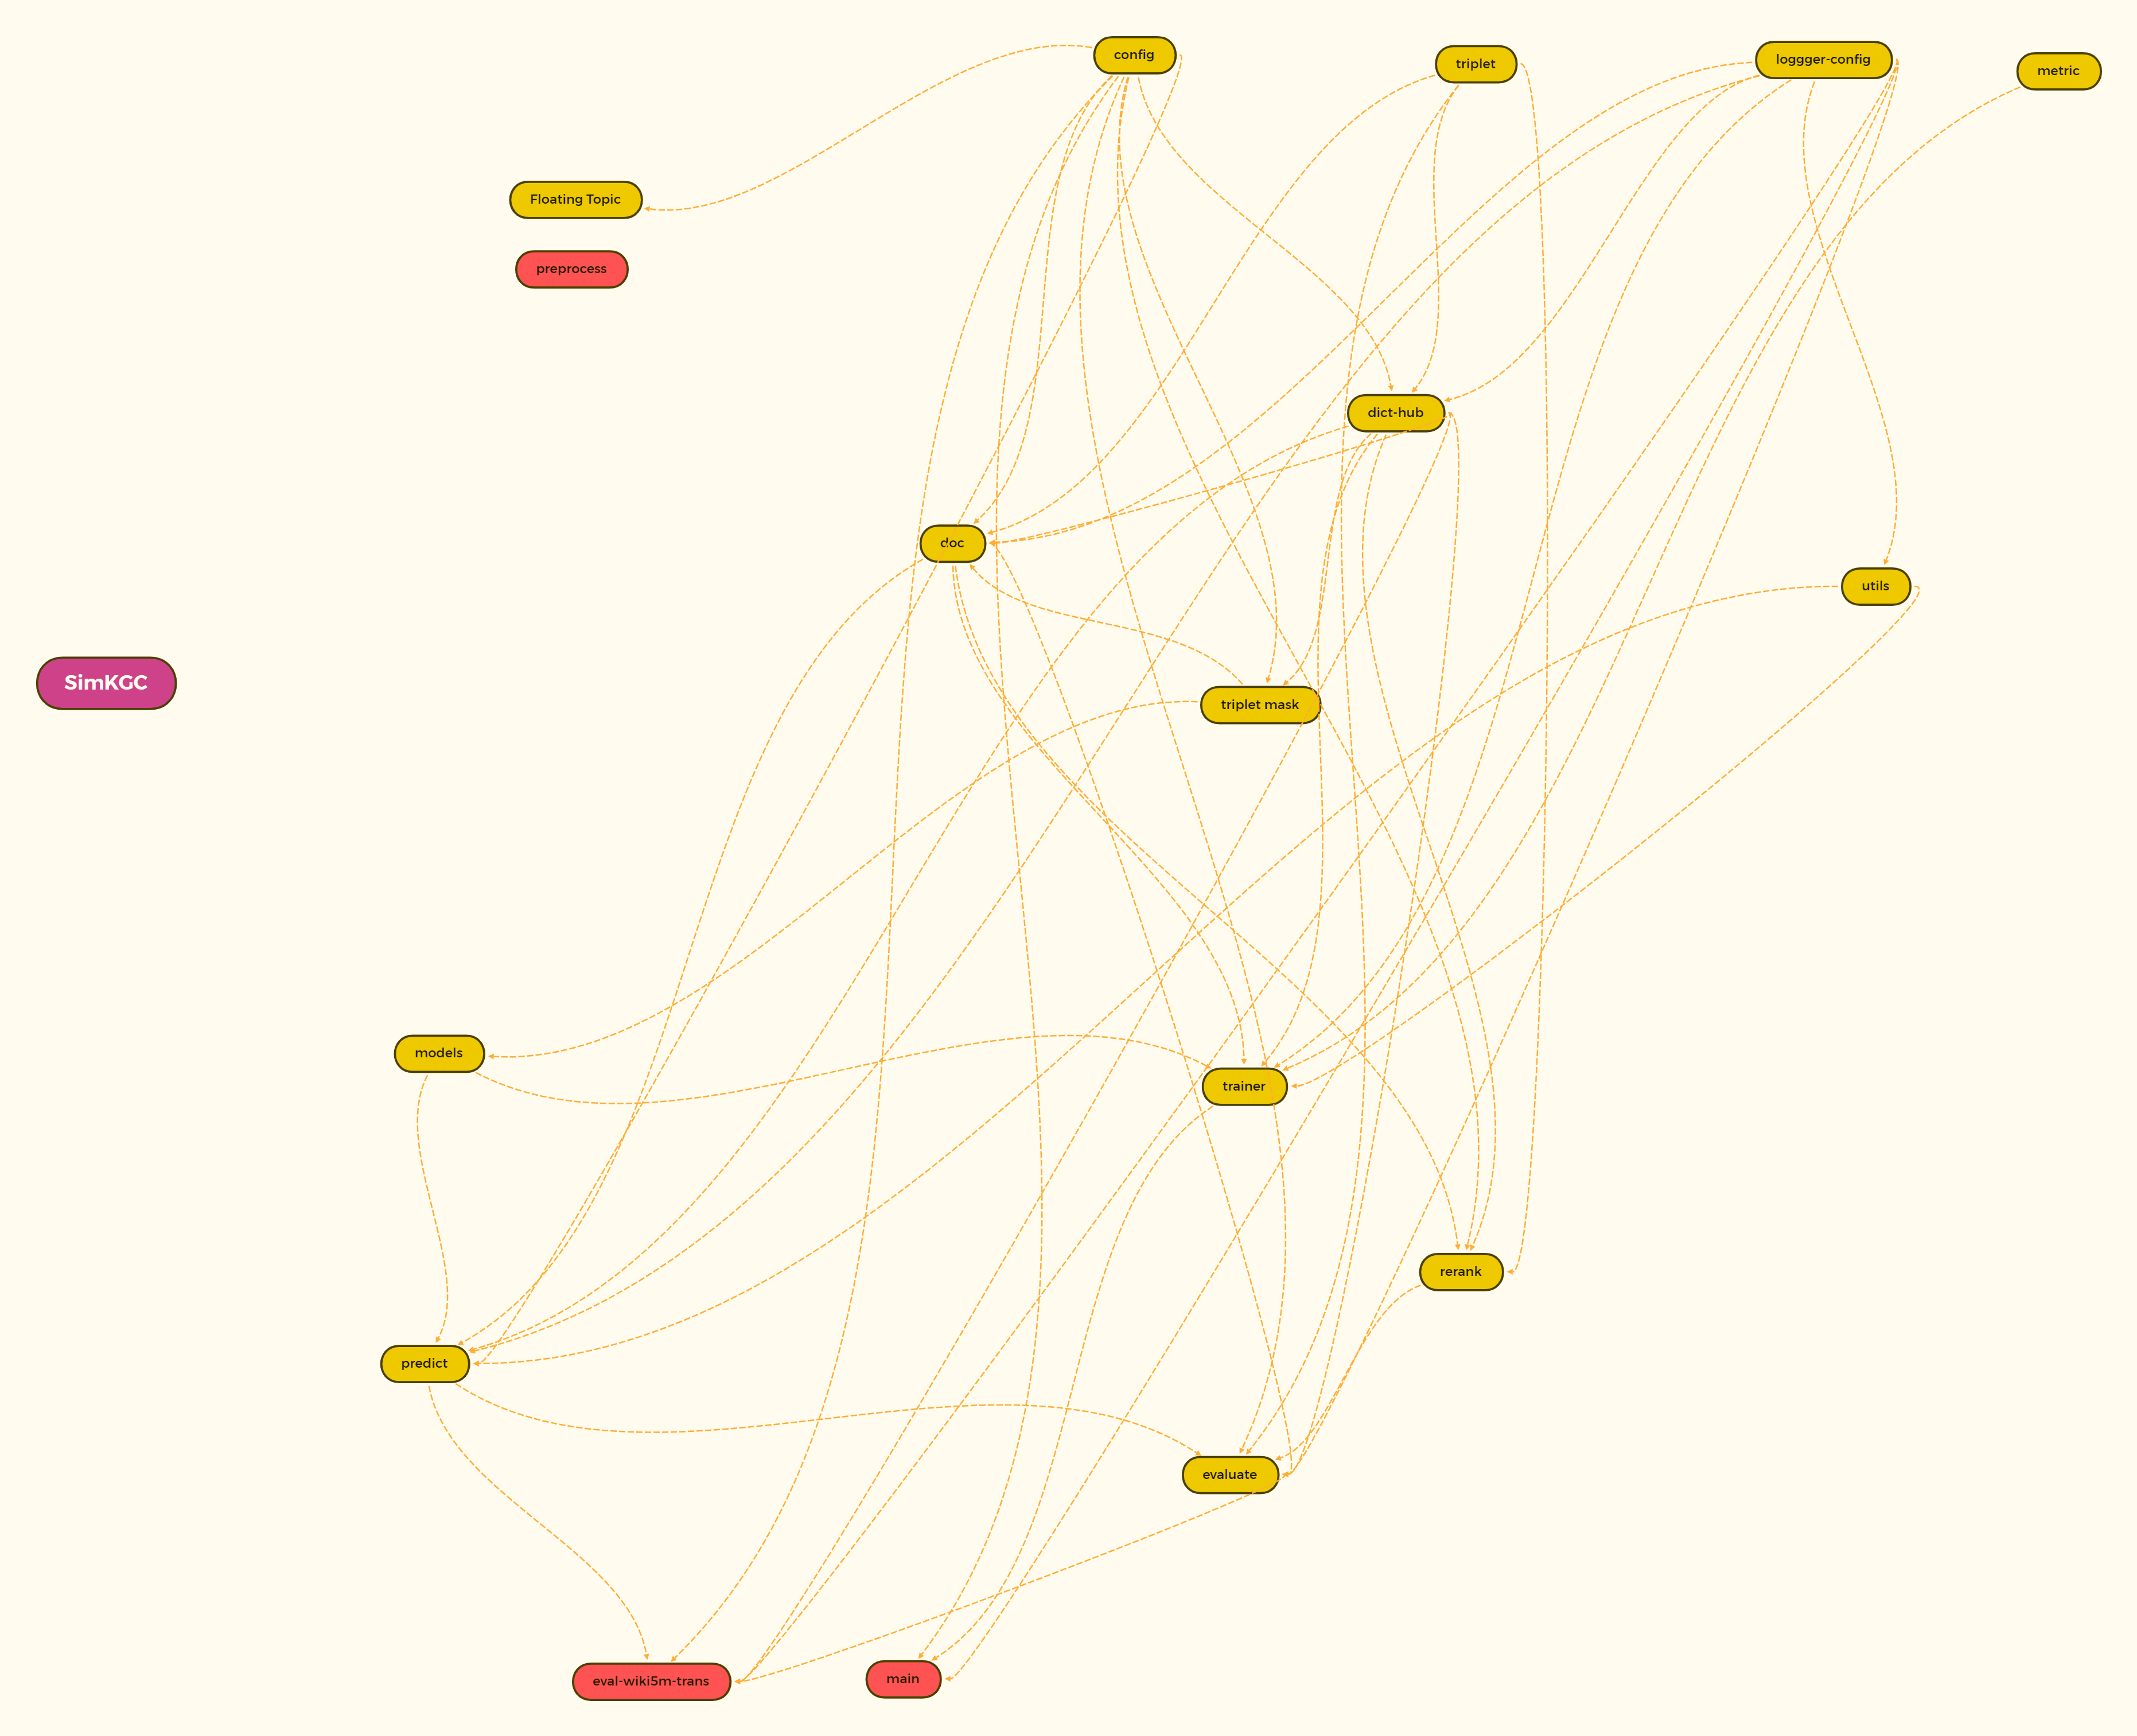 config
triplet
loggger-config
metric
Floating Topic
preprocess
dict-hub
doc
utils
SimKGC
triplet mask
models
trainer
rerank
predict
evaluate
eval-wiki5m-trans
main